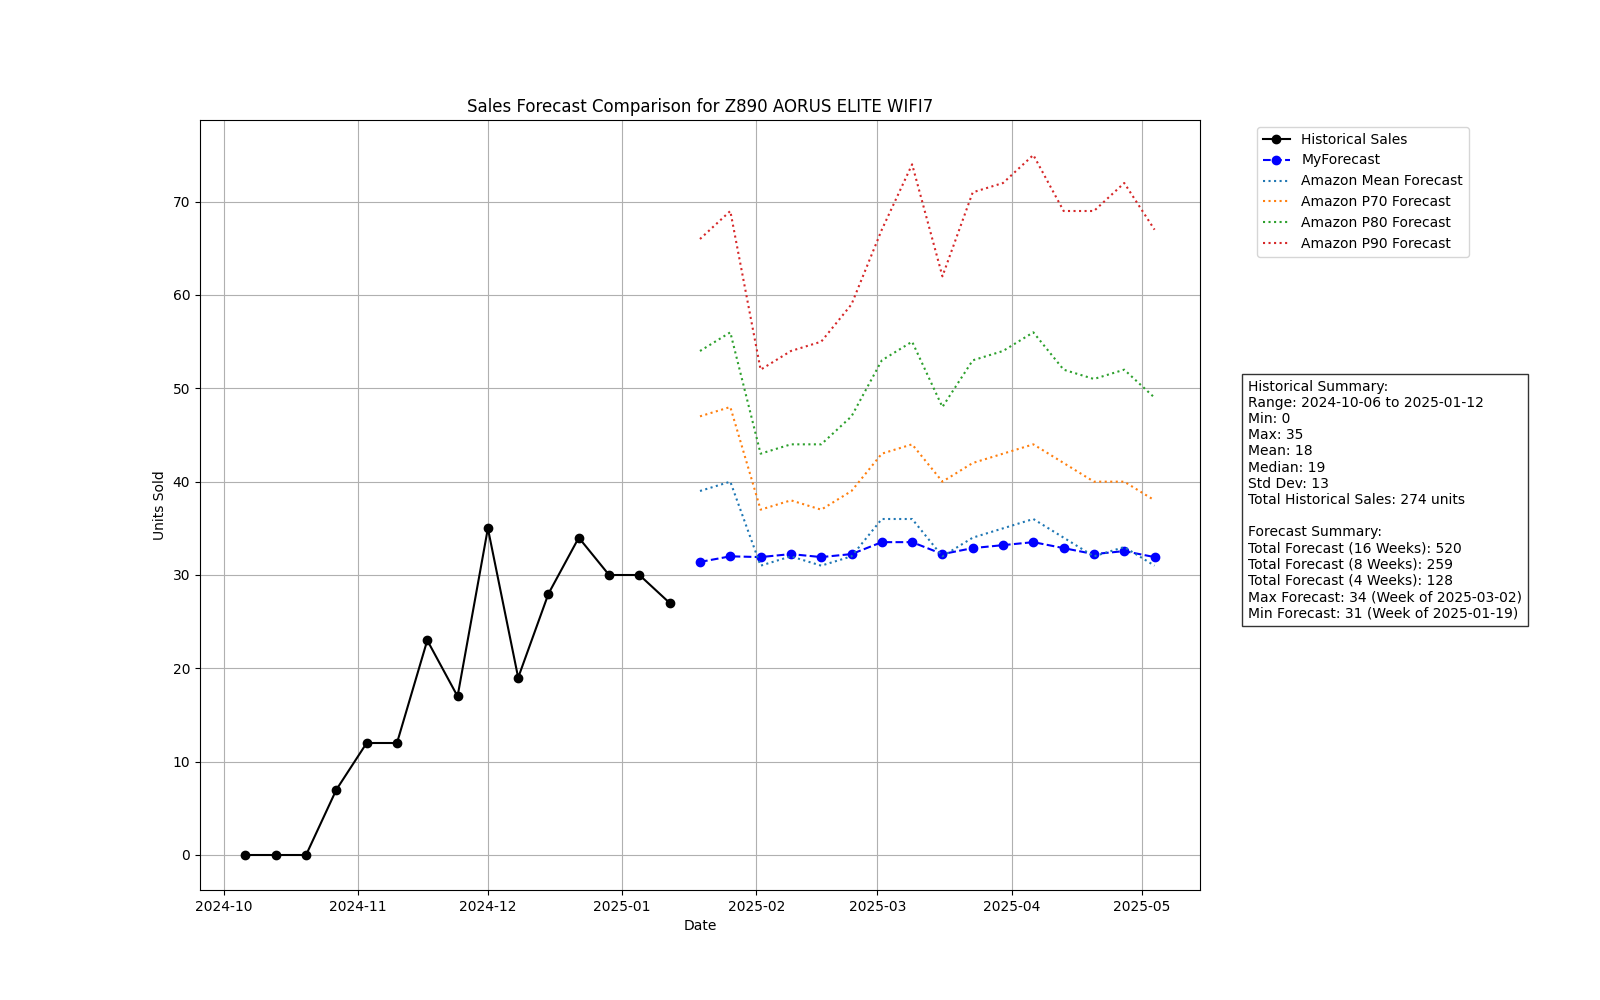 Sales Forecast Comparison for Z890 AORUS ELITE WIFI7
Historical Sales
MyForecast
Amazon Mean Forecast
Amazon P70 Forecast
Amazon P80 Forecast
Amazon P90 Forecast
70
60
50
40
30
20
10
0
Units Sold
Historical Summary:
Range: 2024-10-06 to 2025-01-12
Min: 0
Max: 35
Mean: 18
Median: 19
Std Dev: 13
Total Historical Sales: 274 units
Forecast Summary:
Total Forecast (16 Weeks): 520
Total Forecast (8 Weeks): 259
Total Forecast (4 Weeks): 128
Max Forecast: 34 (Week of 2025-03-02)
Min Forecast: 31 (Week of 2025-01-19)
2024-10 2024-11 2024-12 2025-01 2025-02 2025-03 2025-04 2025-05
Date